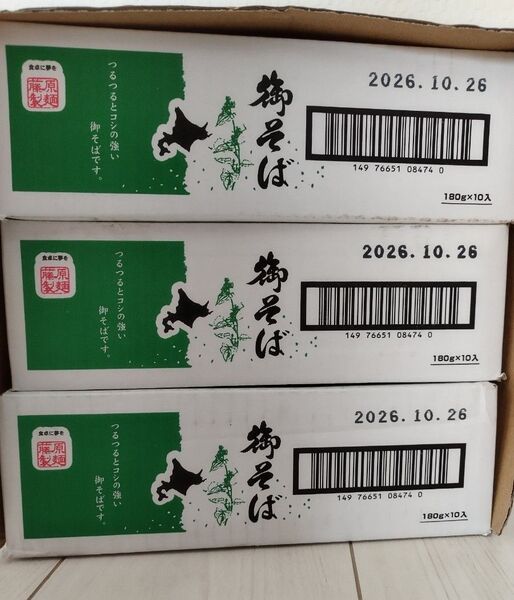 食卓に夢を
藤原製麺
つるつるとコシの強い
御そばです。
御そば
2026.10.26
149 76651 08474 0
180g×10入
食卓に夢を
藤原製麺
つるつるとコシの強い
御そばです。
御そば
2026.10.26
149 76651 08474 0
180g×10入
食卓に夢を
藤原製麺
つるつるとコシの強い
御そばです。
御そば
2026.10.26
149 76651 08474 0
180g×10入